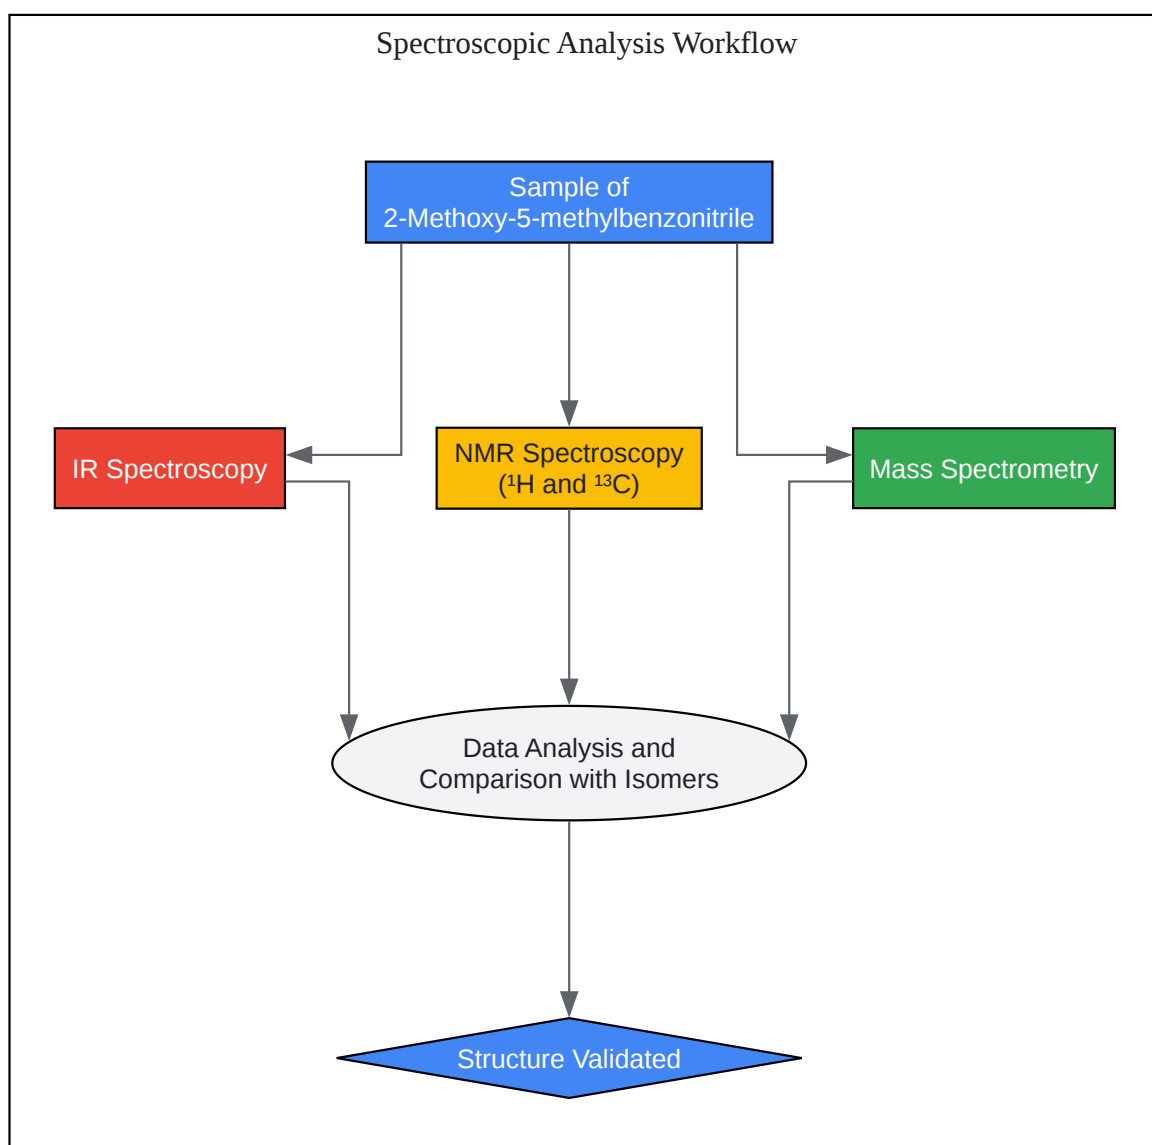 Spectroscopic Analysis Workflow
Sample of
2-Methoxy-5-methylbenzonitrile
IR Spectroscopy
NMR Spectroscopy
(¹H and ¹³C)
Mass Spectrometry
Data Analysis and
Comparison with Isomers
Structure Validated